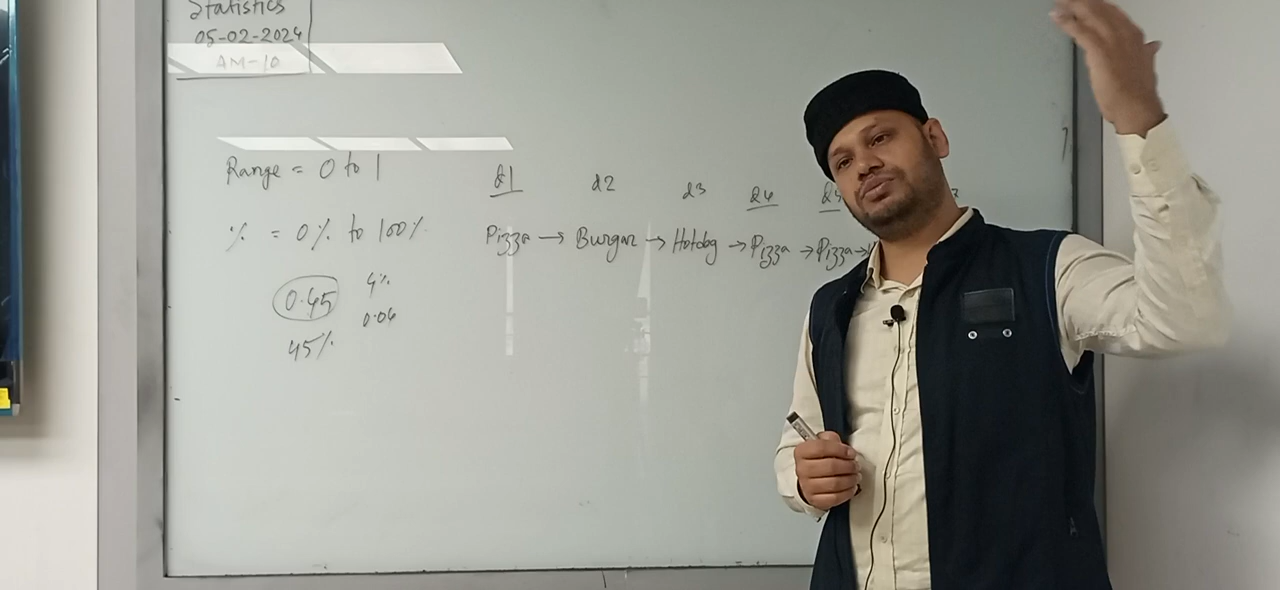 Statistics
05-02-2024
AM-10
Range = 0 to 1
% = 0% to 100%
0.45
4%
0.04
45%
d1 d2 d3 d4
Pizza → Burgar → Hotdog → Pizza → Pizza →